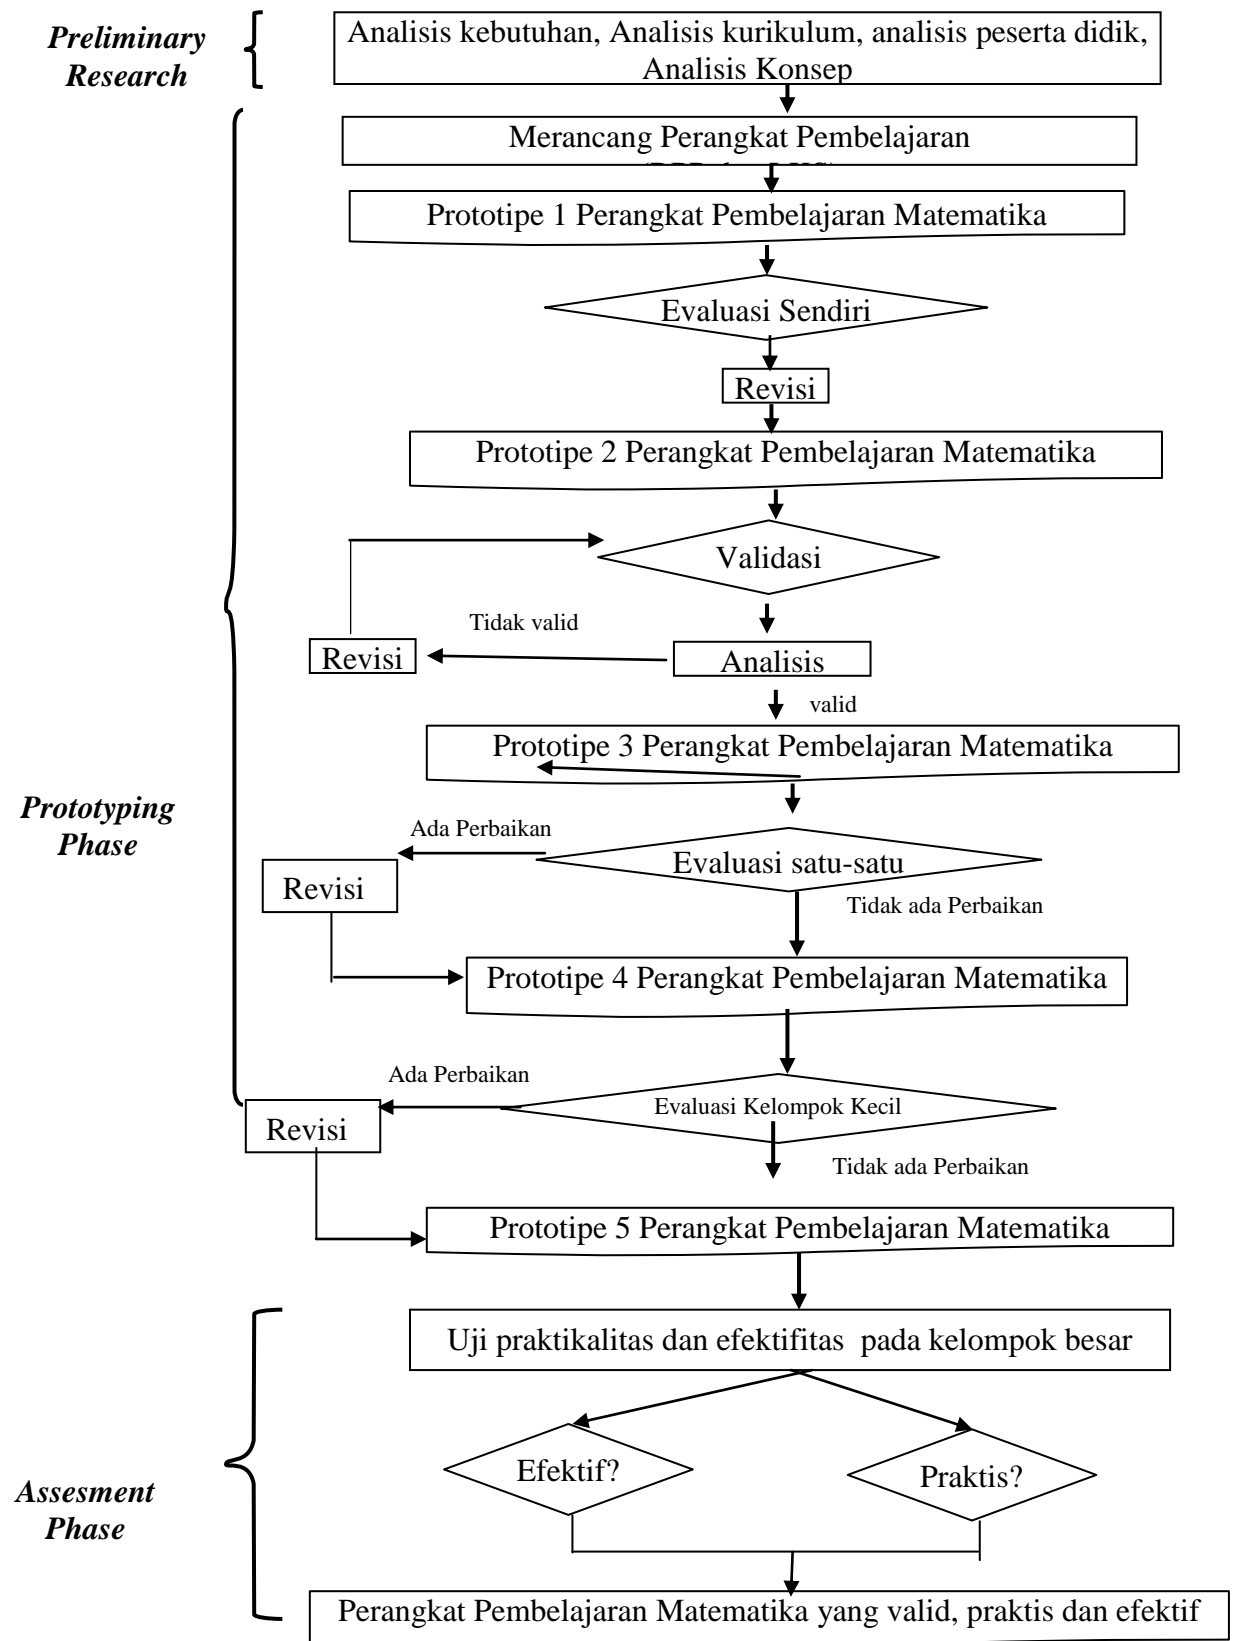 Preliminary
Research
Analisis kebutuhan, Analisis kurikulum, analisis peserta didik,
Analisis Konsep
Merancang Perangkat Pembelajaran
Prototipe 1 Perangkat Pembelajaran Matematika
Evaluasi Sendiri
Revisi
Prototipe 2 Perangkat Pembelajaran Matematika
Validasi
Tidak valid
Revisi
Analisis
valid
Prototipe 3 Perangkat Pembelajaran Matematika
Prototyping
Phase
Ada Perbaikan
Evaluasi satu-satu
Revisi
Tidak ada Perbaikan
Prototipe 4 Perangkat Pembelajaran Matematika
Ada Perbaikan
Evaluasi Kelompok Kecil
Revisi
Tidak ada Perbaikan
Prototipe 5 Perangkat Pembelajaran Matematika
Uji praktikalitas dan efektifitas pada kelompok besar
Efektif?
Praktis?
Assesment
Phase
Perangkat Pembelajaran Matematika yang valid, praktis dan efektif